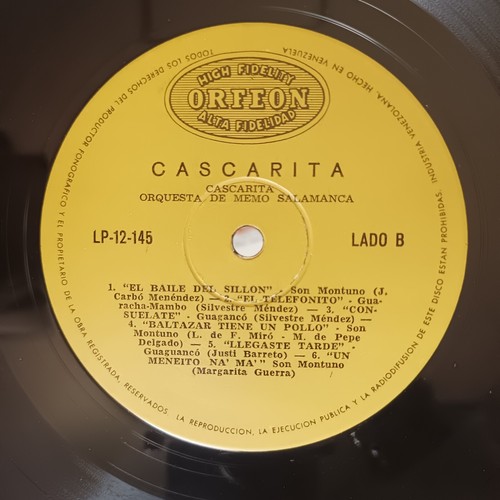 HIGH FIDELITY
ORFEON
ALTA FIDELIDAD
CASCARITA
CASCARITA -
ORQUESTA DE MEMO SALAMANCA
LP-12-145
LADO B
1. "EL BAILE DEL SILLON" - Son Montuno (J.
Carbó Menéndez) — 2. "EL TELEFONITO" - Gua-
racha-Mambo (Silvestre Méndez) — 3. "CON-
SUELATE" - Guaguancó (Silvestre Méndez) —
4. "BALTAZAR TIENE UN POLLO" - Son
Montuno (L. de F. Miró - M. de Pepe
Delgado) — 5. "LLEGASTE TARDE" -
Guaguancó (Justi Barreto) — 6. "UN
MENEITO NA' MA'" Son Montuno
(Margarita Guerra)
TODOS LOS DERECHOS DEL PRODUCTOR FONOGRAFICO Y EL PROPIETARIO DE LA OBRA REGISTRADA, RESERVADOS. LA REPRODUCCION, LA EJECUCION PUBLICA Y LA RADIODIFUSION DE ESTE DISCO ESTAN PROHIBIDAS. INDUSTRIA VENEZOLANA, HECHO EN VENEZUELA